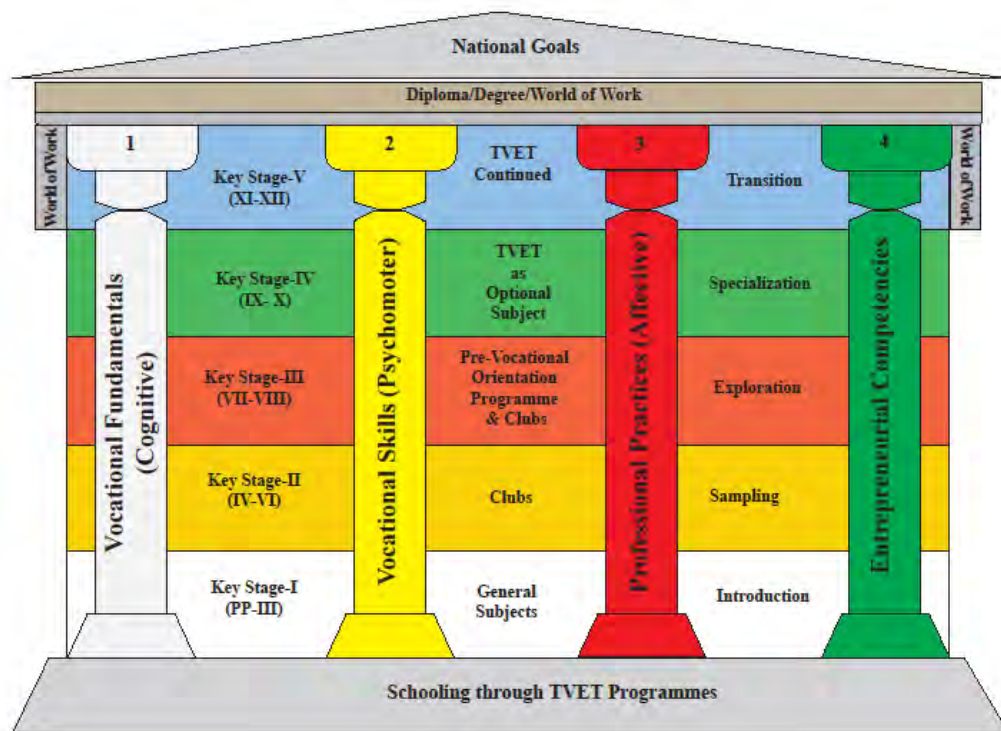 National Goals
Diploma/Degree/World of Work
World of Work
1
2
3
4
World of Work
Key Stage-V
(XI-XII)
TVET
Continued
Transition
Key Stage-IV
(IX- X)
TVET
as
Optional
Subject
Specialization
Key Stage-III
(VII-VIII)
Pre-Vocational
Orientation
Programme
& Clubs
Exploration
Key Stage-II
(IV-VI)
Clubs
Sampling
Key Stage-I
(PP-III)
General
Subjects
Introduction
Vocational Fundamentals
(Cognitive)
Vocational Skills (Psychomoter)
Professional Practices (Affective)
Entrepreneurial Competencies
Schooling through TVET Programmes